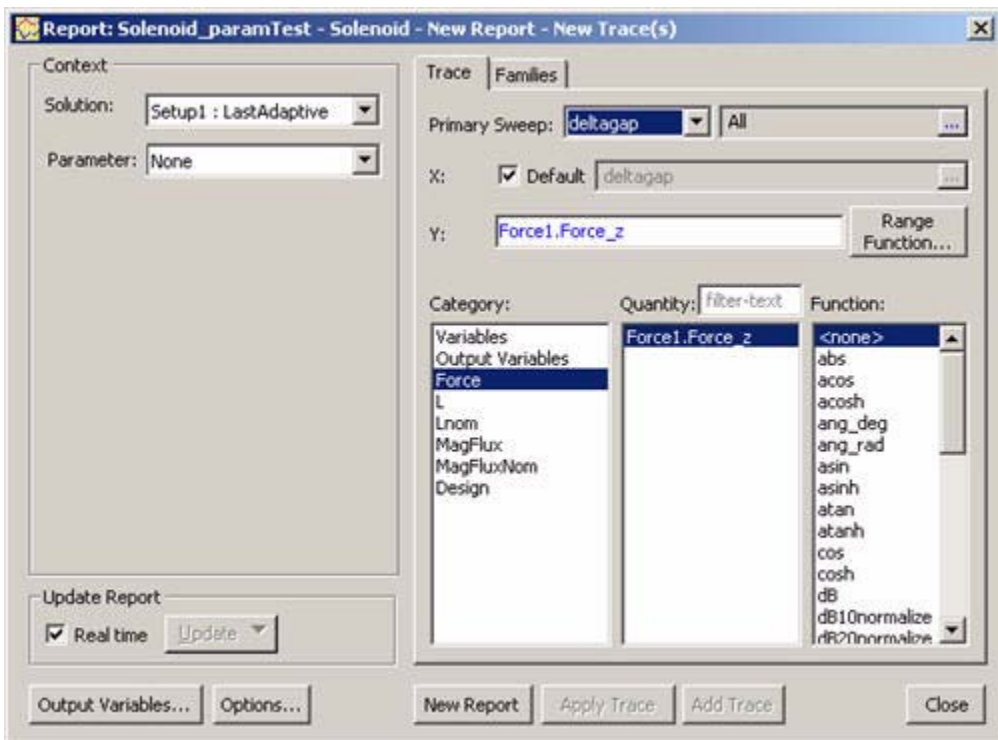 Report: Solenoid_paramTest - Solenoid - New Report - New Trace(s)
Context
Solution: Setup1 : LastAdaptive
Parameter: None
Update Report
Real time Update
Output Variables... Options...
Trace Families
Primary Sweep: deltagap All ...
X: Default deltagap ...
Y: Force1.Force_z Range Function...
Category:
Variables
Output Variables
Force
L
Lnom
MagFlux
MagFluxNom
Design
Quantity: filter-text
Force1.Force_z
Function:
<none>
abs
acos
acosh
ang_deg
ang_rad
asin
asinh
atan
atanh
cos
cosh
dB
dB10normalize
dB20normalize
New Report Apply Trace Add Trace Close